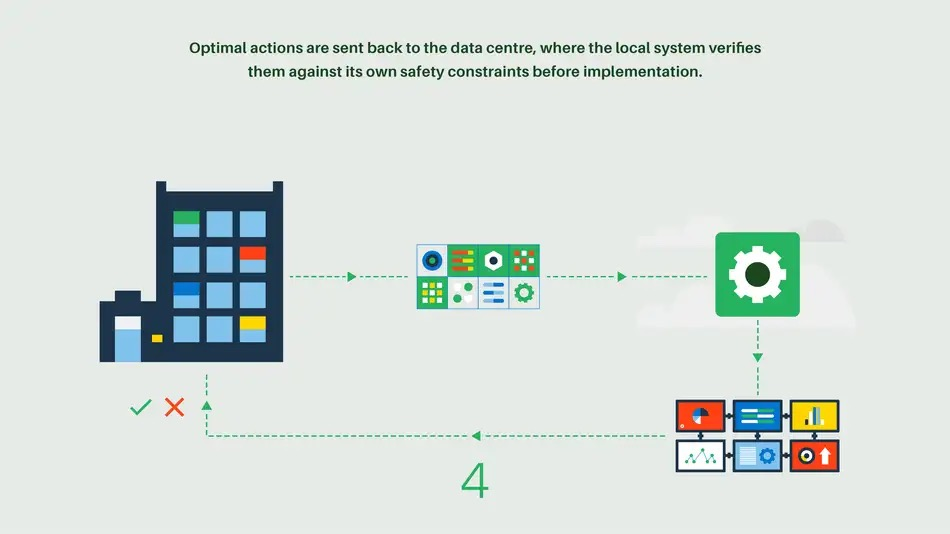 Optimal actions are sent back to the data centre, where the local system verifies
them against its own safety constraints before implementation.
4